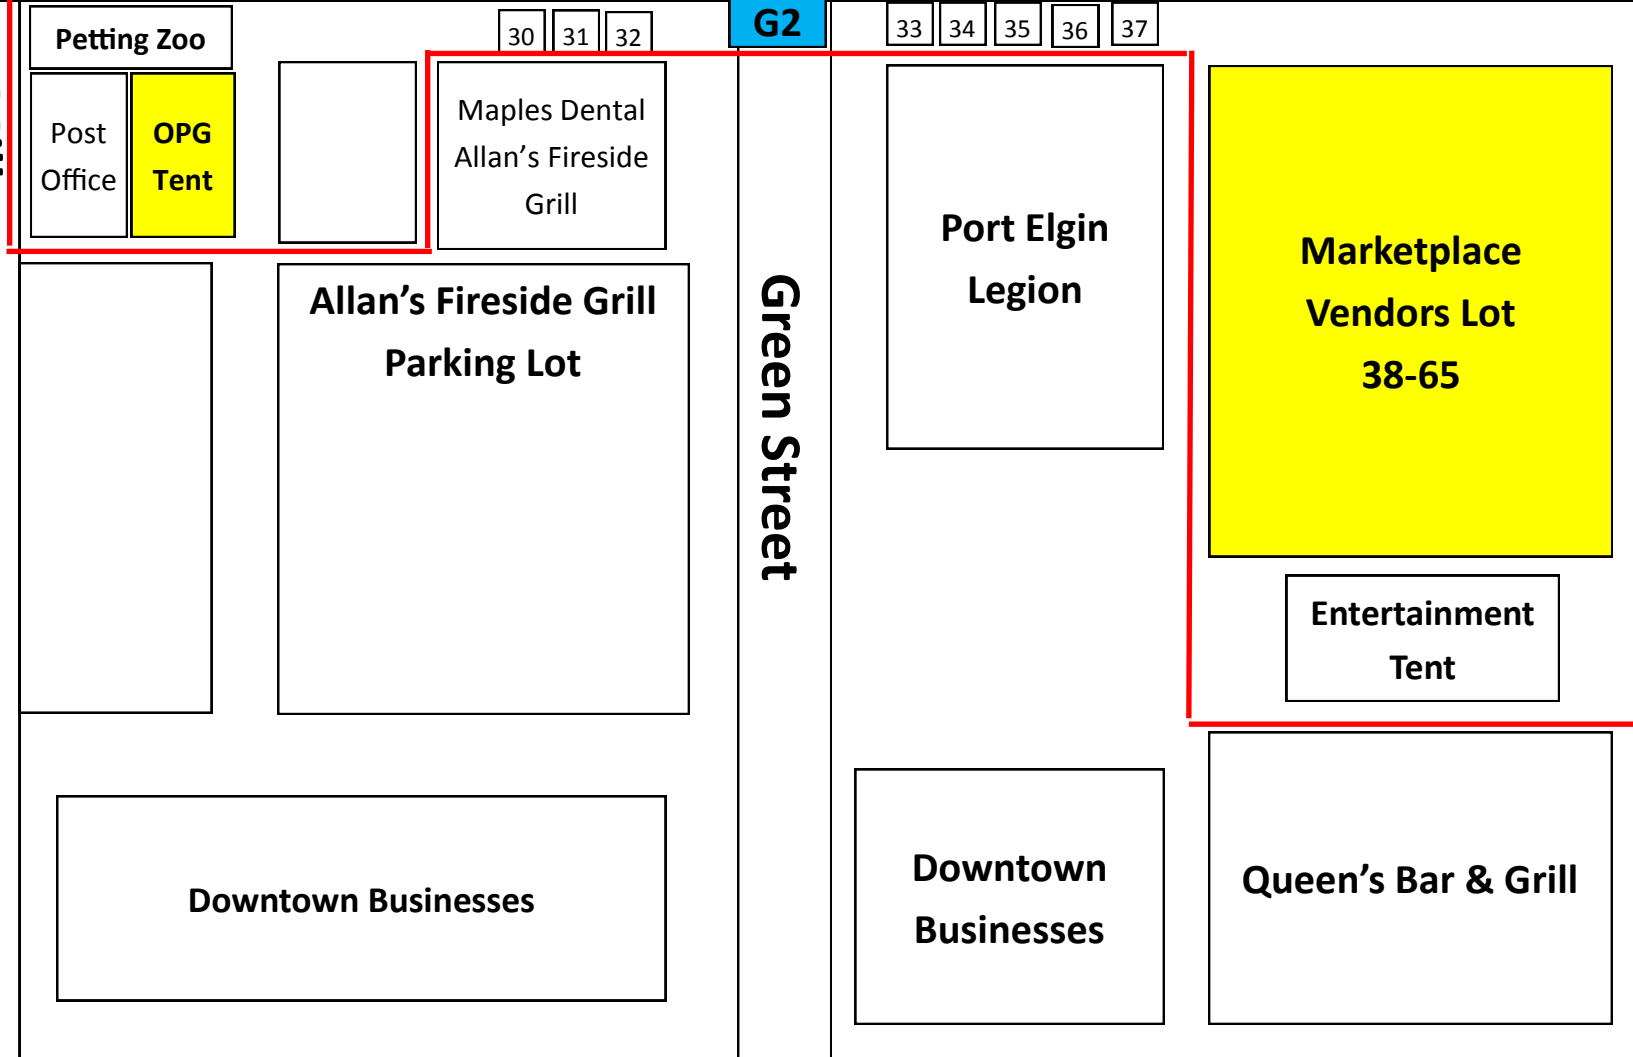 Petting Zoo
30
31
32
G2
33
34
35
36
37
Post
Office
OPG
Tent
Maples Dental
Allan's Fireside
Grill
Port Elgin
Legion
Marketplace
Vendors Lot
38-65
Allan's Fireside Grill
Parking Lot
Green Street
Entertainment
Tent
Downtown Businesses
Downtown
Businesses
Queen's Bar & Grill